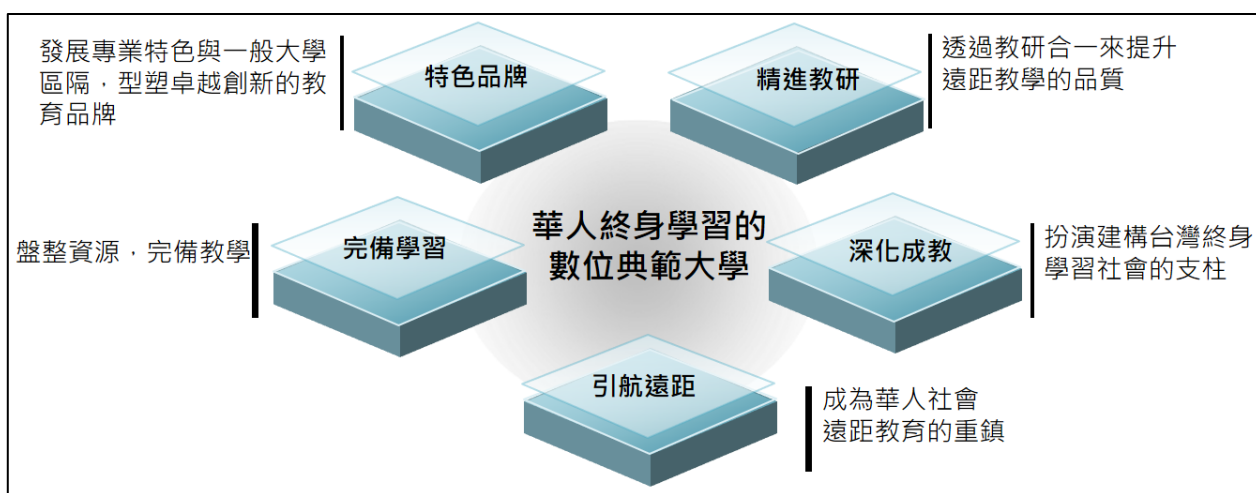 發展專業特色與一般大學
區隔，型塑卓越創新的教
育品牌
特色品牌
精進教研
透過教研合一來提升
遠距教學的品質
盤整資源，完備教學
完備學習
華人終身學習的
數位典範大學
深化成教
扮演建構台灣終身
學習社會的支柱
引航遠距
成為華人社會
遠距教育的重鎮